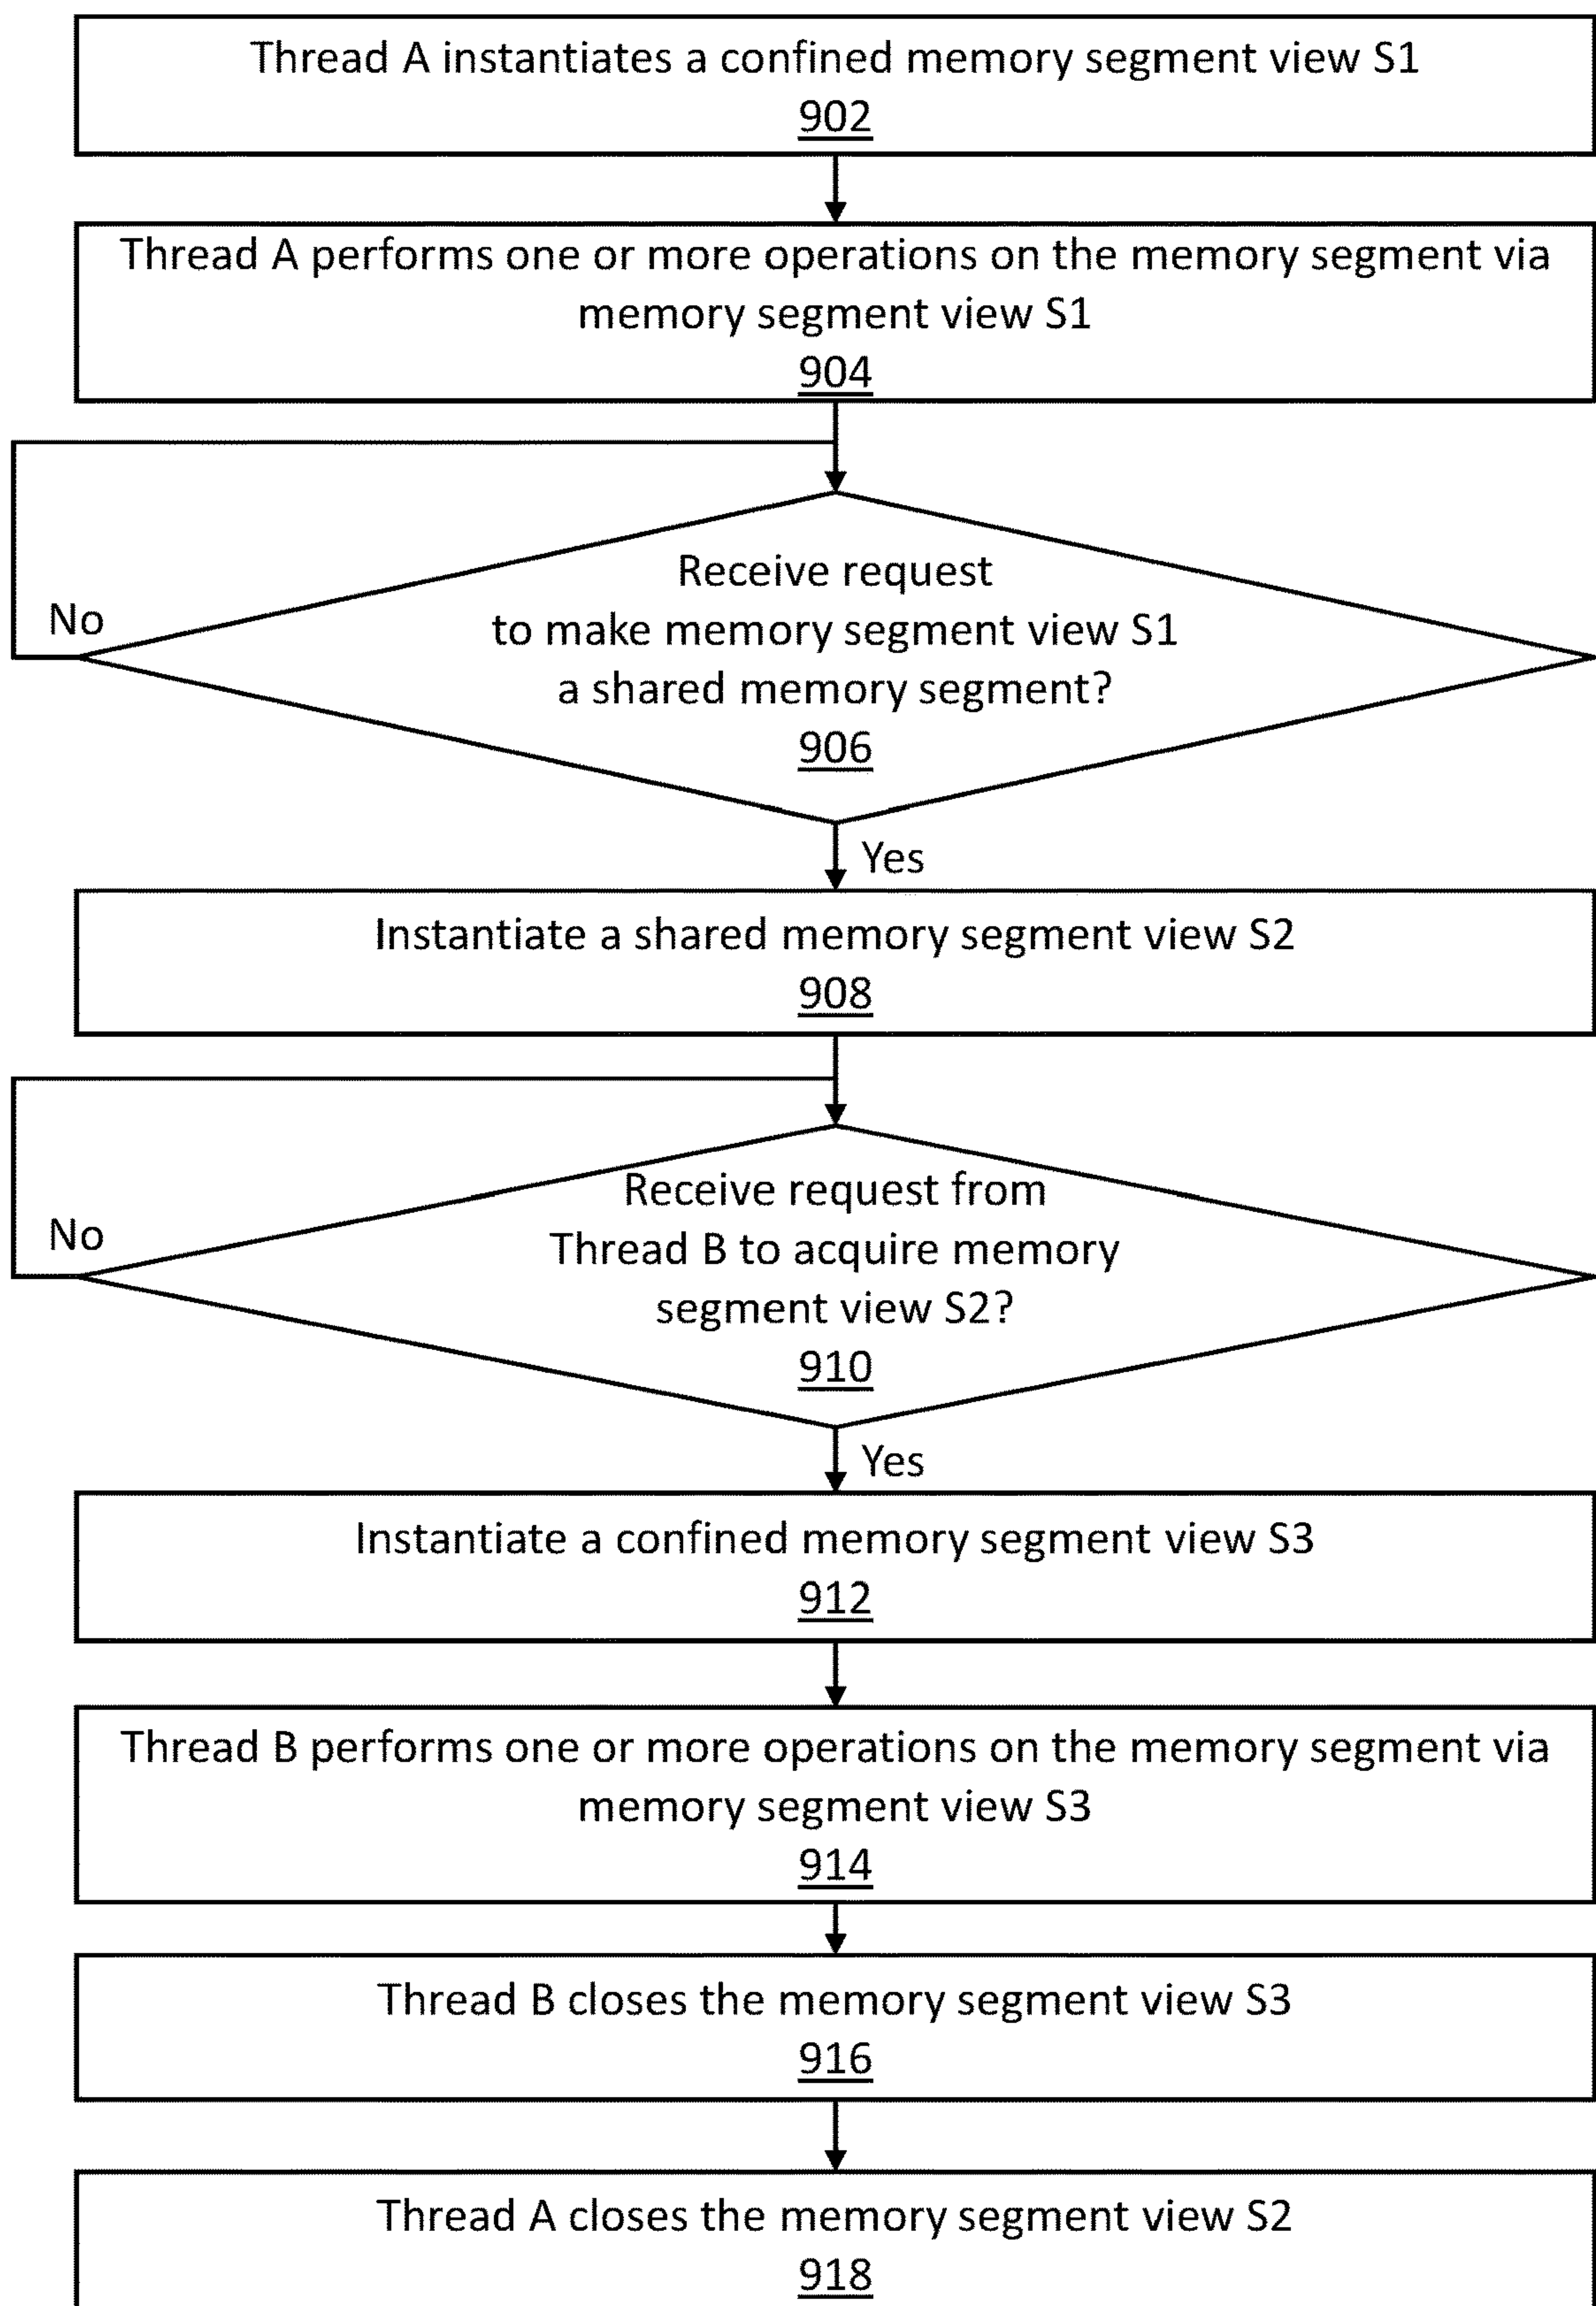 Thread A instantiates a confined memory segment view S1
902
Thread A performs one or more operations on the memory segment via
memory segment view S1
904
Receive request
to make memory segment view S1
a shared memory segment?
906
No
Yes
Instantiate a shared memory segment view S2
908
Receive request from
Thread B to acquire memory
segment view S2?
910
No
Yes
Instantiate a confined memory segment view S3
912
Thread B performs one or more operations on the memory segment via
memory segment view S3
914
Thread B closes the memory segment view S3
916
Thread A closes the memory segment view S2
918